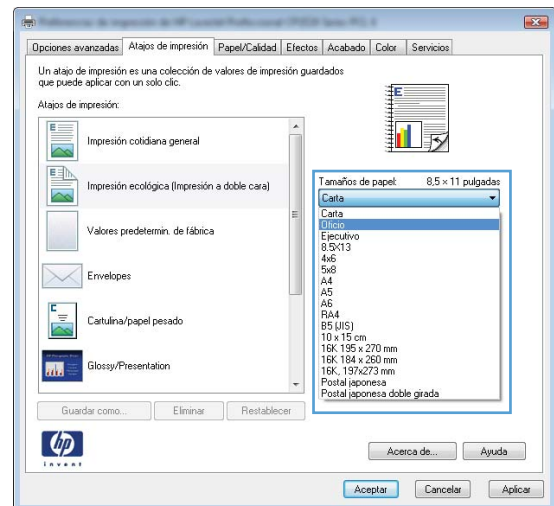 Opciones avanzadas Atajos de impresión Papel/Calidad Efectos Acabado Color Servicios
Un atajo de impresión es una colección de valores de impresión guardados
que puede aplicar con un solo clic.
Atajos de impresión:
Impresión cotidiana general
Impresión ecológica (Impresión a doble cara)
Valores predetermin. de fábrica
Envelopes
Cartulina/papel pesado
Glossy/Presentation
Guardar como... Eliminar Restablecer
E
Tamaños de papel: 8,5 × 11 pulgadas
Carta
Carta
Oficio
Ejecutivo
8.5X13
4x6
5x8
A4
A5
A6
RA4
B5 (JIS)
10 x 15 cm
16K 195 x 270 mm
16K 184 x 260 mm
16K, 197x273 mm
Postal japonesa
Postal japonesa doble girada
hp
invent
Acerca de... Ayuda
Aceptar Cancelar Aplicar